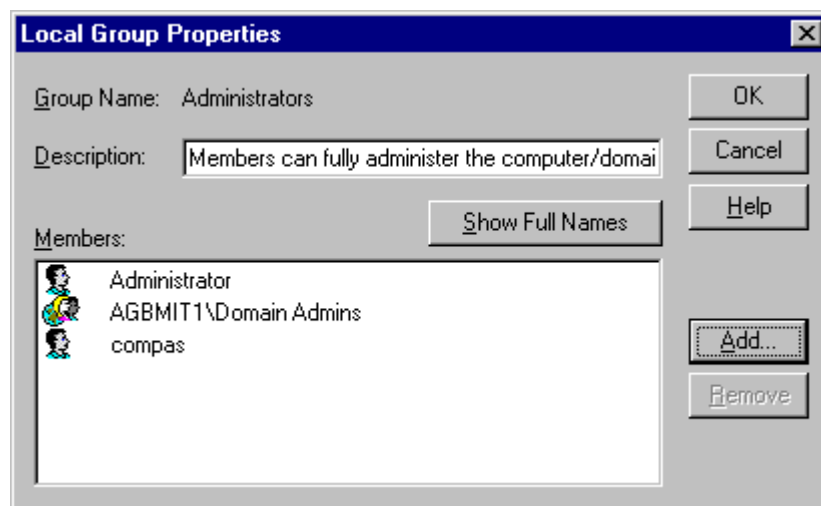 Local Group Properties
Group Name: Administrators
OK
Description: Members can fully administer the computer/domai
Cancel
Help
Show Full Names
Members:
Administrator
AGBMIT1\Domain Admins
compas
Add...
Remove